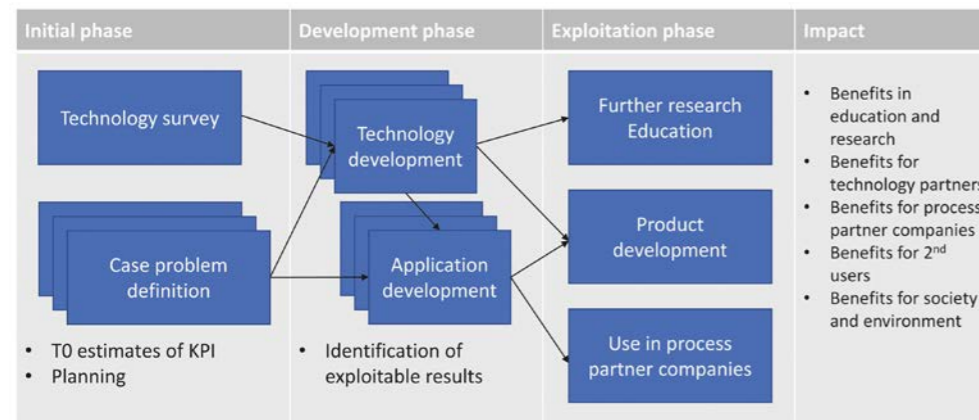 Initial phase
Development phase
Exploitation phase
Impact
Technology survey
Case problem
definition
• T0 estimates of KPI
• Planning
Technology
development
Application
development
• Identification of
exploitable results
Further research
Education
Product
development
Use in process
partner companies
• Benefits in
education and
research
• Benefits for
technology partners
• Benefits for process
partner companies
• Benefits for 2nd
users
• Benefits for society
and environment